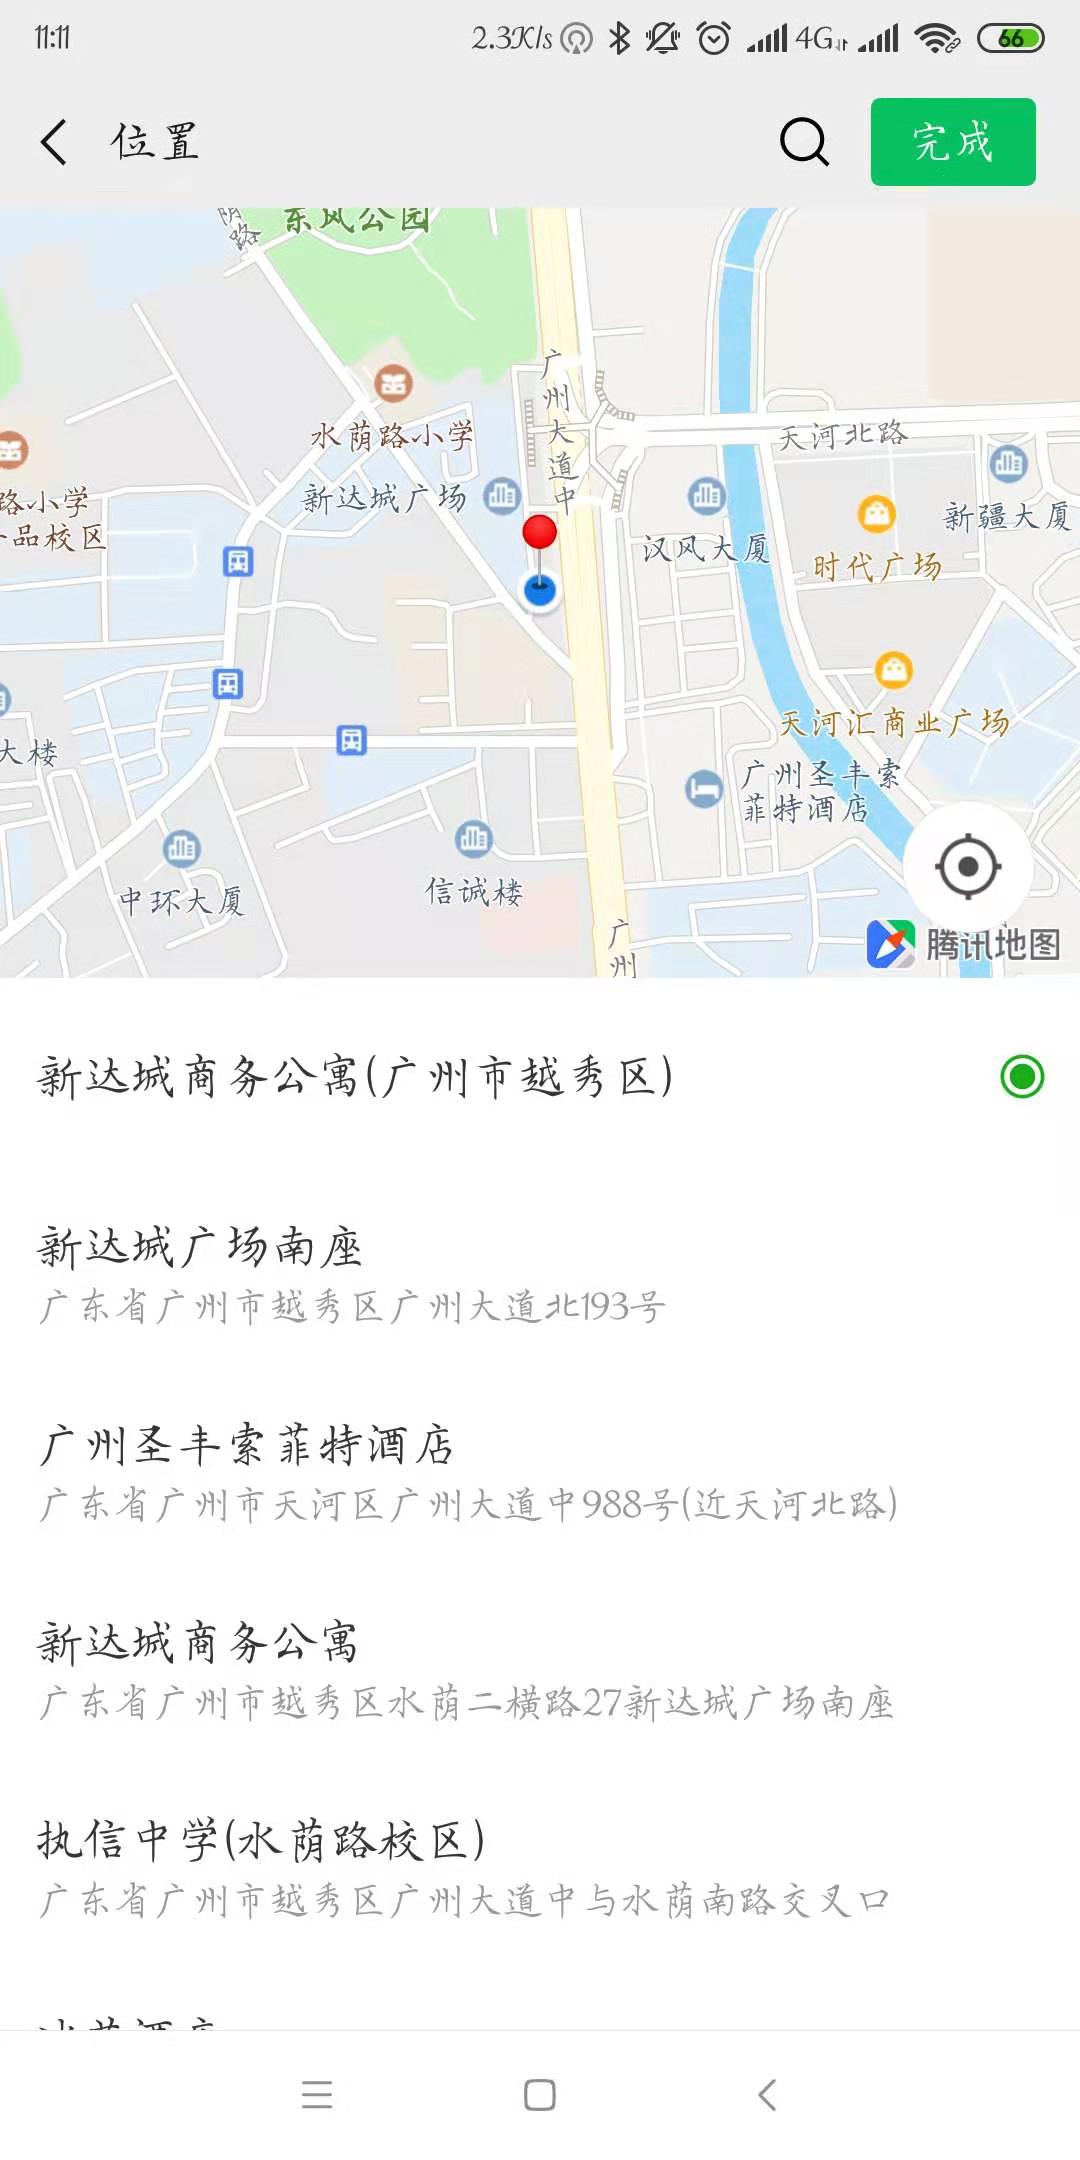 11:11
2.3K/s
4G
66
位置
完成
荫路
东风公园
广州大道中
水荫路小学
天河北路
路小学
品校区
新达城广场
新疆大厦
汉风大厦
时代广场
天河汇商业广场
大楼
广州圣丰索
菲特酒店
中环大厦
信诚楼
广州
腾讯地图
新达城商务公寓(广州市越秀区)
新达城广场南座
广东省广州市越秀区广州大道北193号
广州圣丰索菲特酒店
广东省广州市天河区广州大道中988号(近天河北路)
新达城商务公寓
广东省广州市越秀区水荫二横路27新达城广场南座
执信中学(水荫路校区)
广东省广州市越秀区广州大道中与水荫南路交叉口